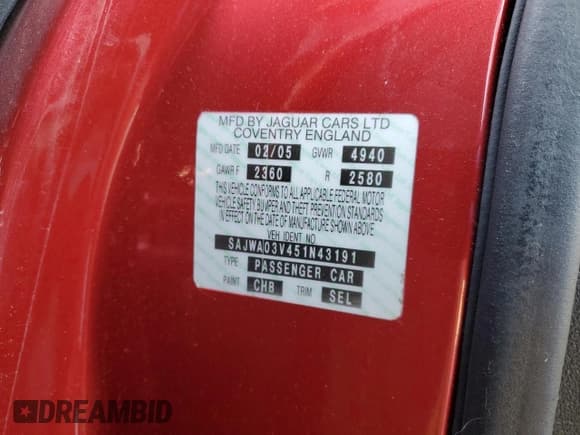 MFD BY JAGUAR CARS LTD
COVENTRY ENGLAND
MFD DATE 02/05 GVWR 4940
GAWR F 2360 R 2580
THIS VEHICLE CONFORMS TO ALL APPLICABLE FEDERAL MOTOR
VEHICLE SAFETY, BUMPER AND THEFT PREVENTION STANDARDS
IN EFFECT ON THE DATE OF MANUFACTURE SHOWN ABOVE
VEH IDENT NO
SAJWA03V451N43191
TYPE PASSENGER CAR
PAINT CHB TRIM SEL
DREAMBID